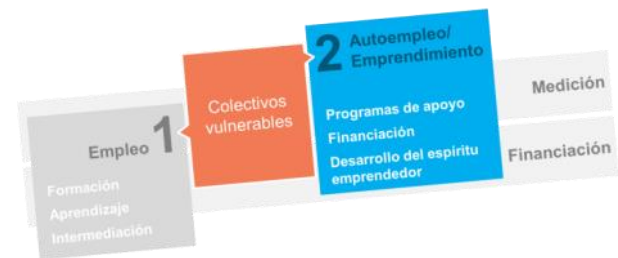 Empleo 1
Formación
Aprendizaje
Intermediación
Colectivos
vulnerables
2 Autoempleo/
Emprendimiento
Programas de apoyo
Financiación
Desarrollo del espíritu
emprendedor
Medición
Financiación